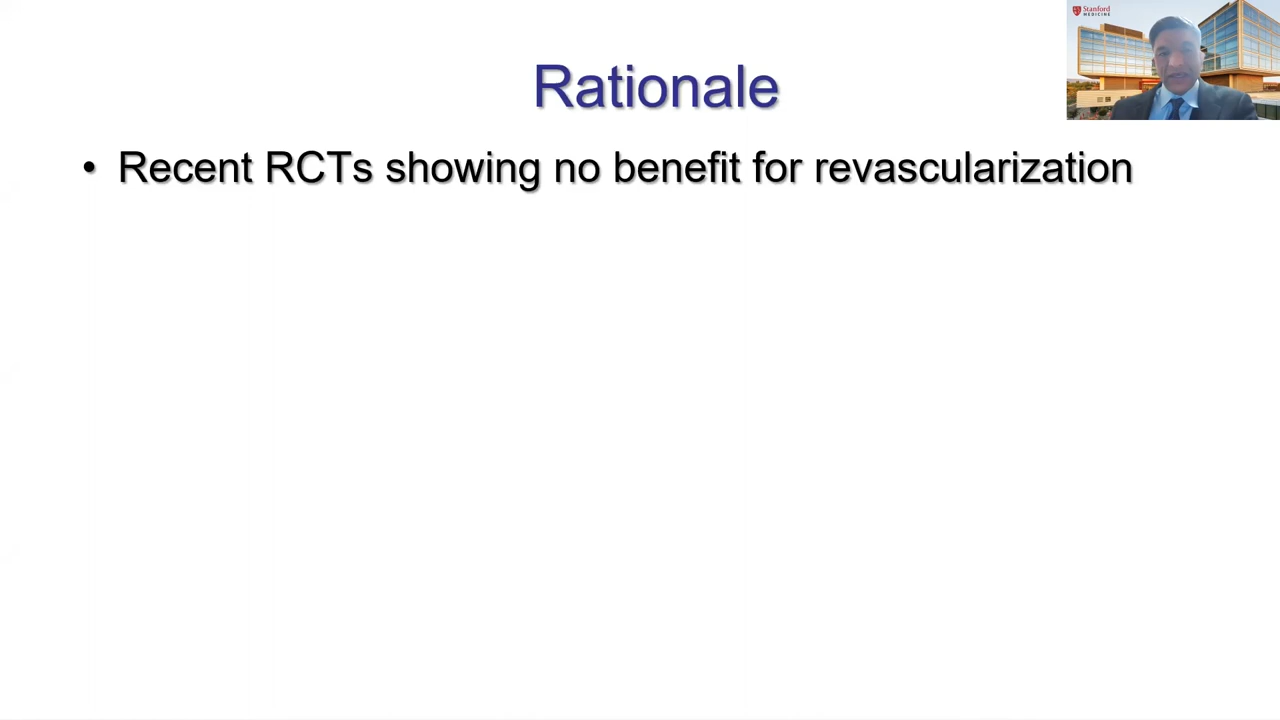 Stanford
MEDICINE
Rationale
• Recent RCTs showing no benefit for revascularization